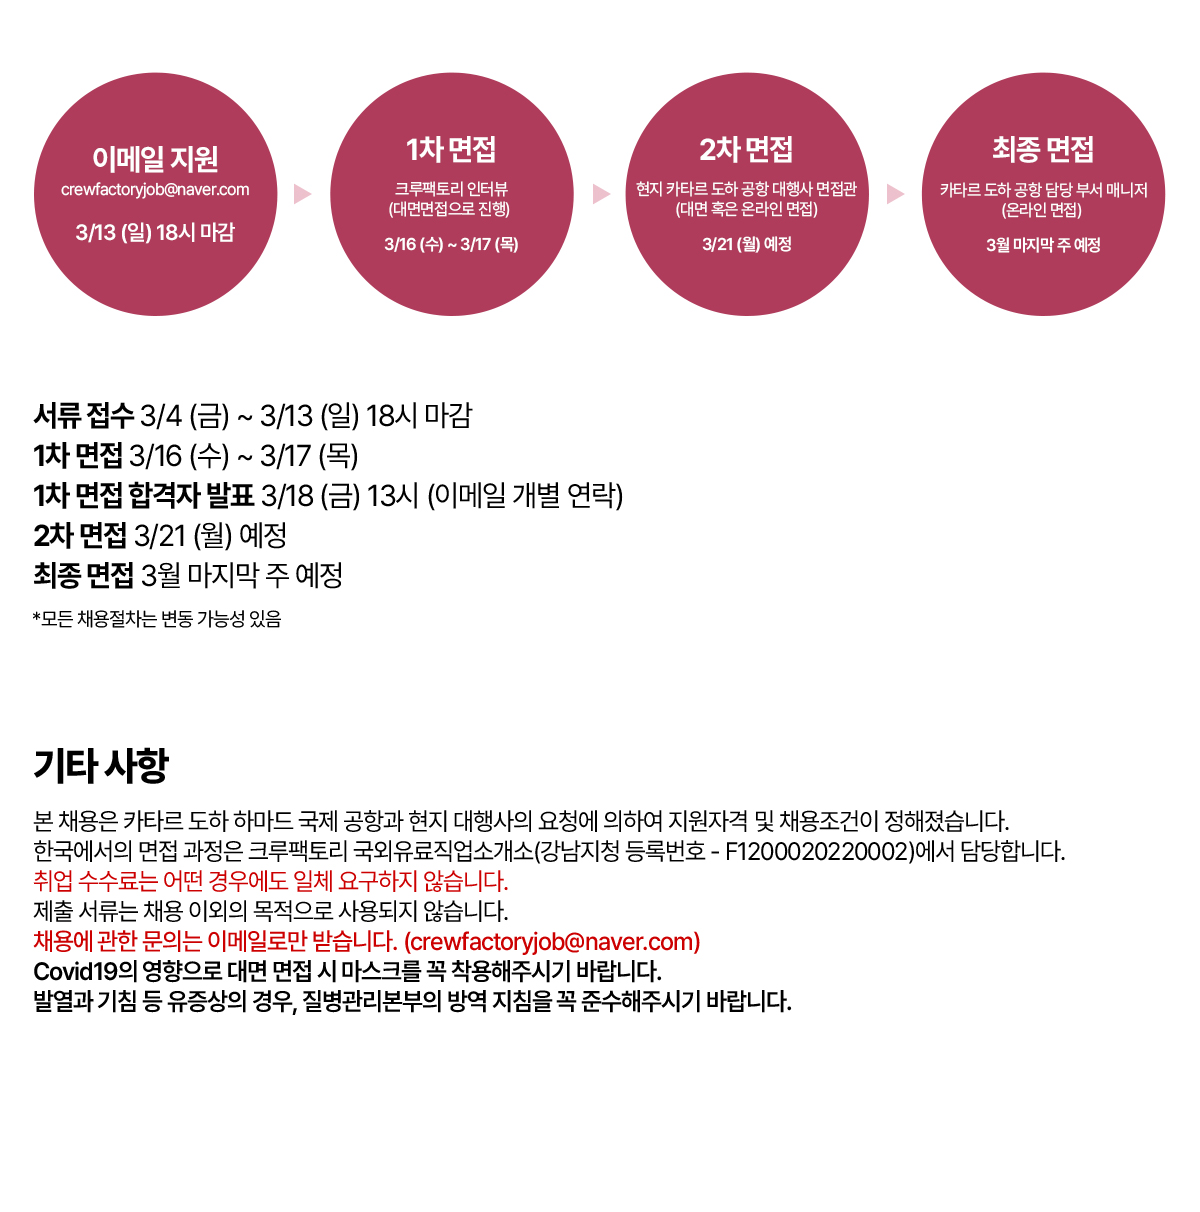 이메일 지원
crewfactoryjob@naver.com
3/13 (일) 18시 마감
1차 면접
크루팩토리 인터뷰
(대면면접으로 진행)
3/16 (수) ~ 3/17 (목)
2차 면접
현지 카타르 도하 공항 대행사 면접관
(대면 혹은 온라인 면접)
3/21 (월) 예정
최종 면접
카타르 도하 공항 담당 부서 매니저
(온라인 면접)
3월 마지막 주 예정
서류 접수 3/4 (금) ~ 3/13 (일) 18시 마감
1차 면접 3/16 (수) ~ 3/17 (목)
1차 면접 합격자 발표 3/18 (금) 13시 (이메일 개별 연락)
2차 면접 3/21 (월) 예정
최종 면접 3월 마지막 주 예정
*모든 채용절차는 변동 가능성 있음
기타 사항
본 채용은 카타르 도하 하마드 국제 공항과 현지 대행사의 요청에 의하여 지원자격 및 채용조건이 정해졌습니다.
한국에서의 면접 과정은 크루팩토리 국외유료직업소개소(강남지청 등록번호 - F1200020220002)에서 담당합니다.
취업 수수료는 어떤 경우에도 일체 요구하지 않습니다.
제출 서류는 채용 이외의 목적으로 사용되지 않습니다.
채용에 관한 문의는 이메일로만 받습니다. (crewfactoryjob@naver.com)
Covid19의 영향으로 대면 면접 시 마스크를 꼭 착용해주시기 바랍니다.
발열과 기침 등 유증상의 경우, 질병관리본부의 방역 지침을 꼭 준수해주시기 바랍니다.